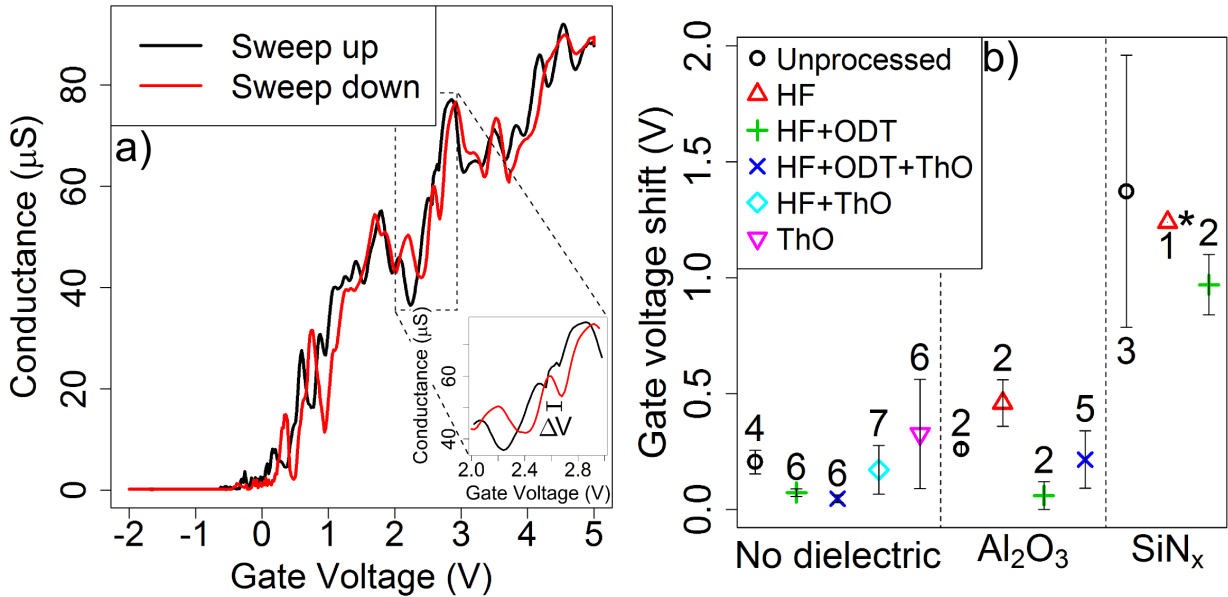 Sweep up
Sweep down
a)
Conductance (μS)
0 20 40 60 80
-2 -1 0 1 2 3 4 5
Gate Voltage (V)
Conductance (μS)
40 60 80
ΔV
2.0 2.4 2.8
Gate Voltage (V)
b)
Unprocessed
HF
HF+ODT
HF+ODT+ThO
HF+ThO
ThO
Gate voltage shift (V)
0.0 0.5 1.0 1.5 2.0
4 6 6 7 6 2 2 2 5 3 1 * 2
No dielectric Al₂O₃ SiNₓ